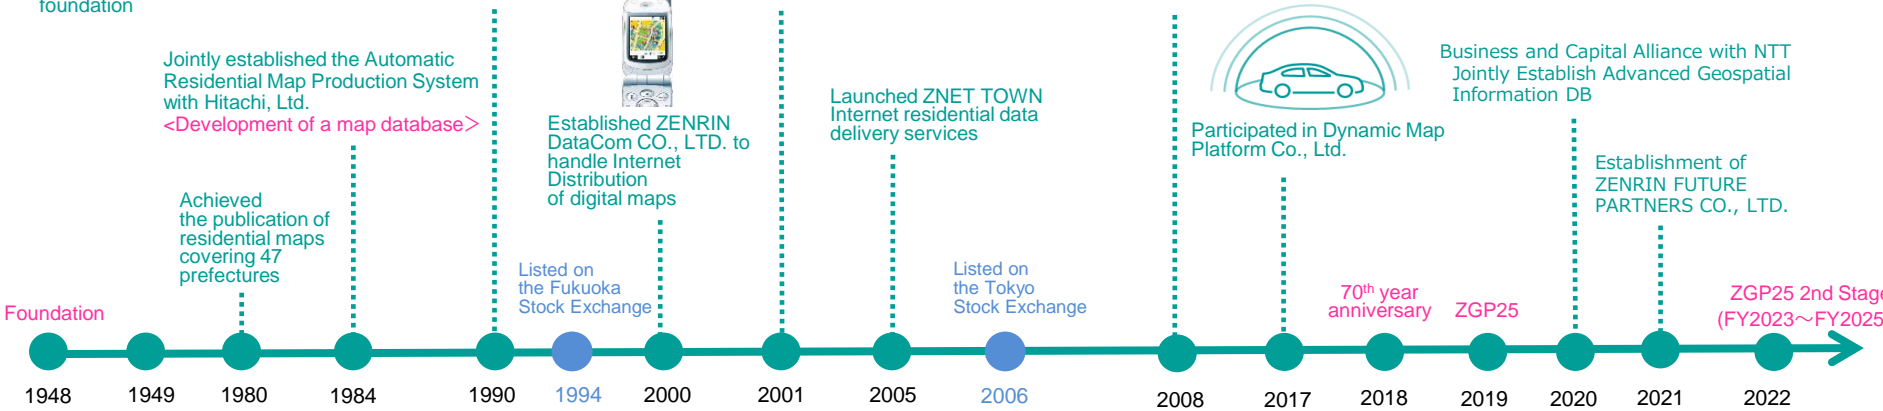 foundation
Jointly established the Automatic
Residential Map Production System
with Hitachi, Ltd.
<Development of a map database>
Achieved
the publication of
residential maps
covering 47
prefectures
Established ZENRIN
DataCom CO., LTD. to
handle Internet
Distribution
of digital maps
Launched ZNET TOWN
Internet residential data
delivery services
Participated in Dynamic Map
Platform Co., Ltd.
Business and Capital Alliance with NTT
Jointly Establish Advanced Geospatial
Information DB
Establishment of
ZENRIN FUTURE
PARTNERS CO., LTD.
Foundation
Listed on
the Fukuoka
Stock Exchange
Listed on
the Tokyo
Stock Exchange
70th year
anniversary
ZGP25
ZGP25 2nd Stage
(FY2023～FY2025
1948
1949
1980
1984
1990
1994
2000
2001
2005
2006
2008
2017
2018
2019
2020
2021
2022